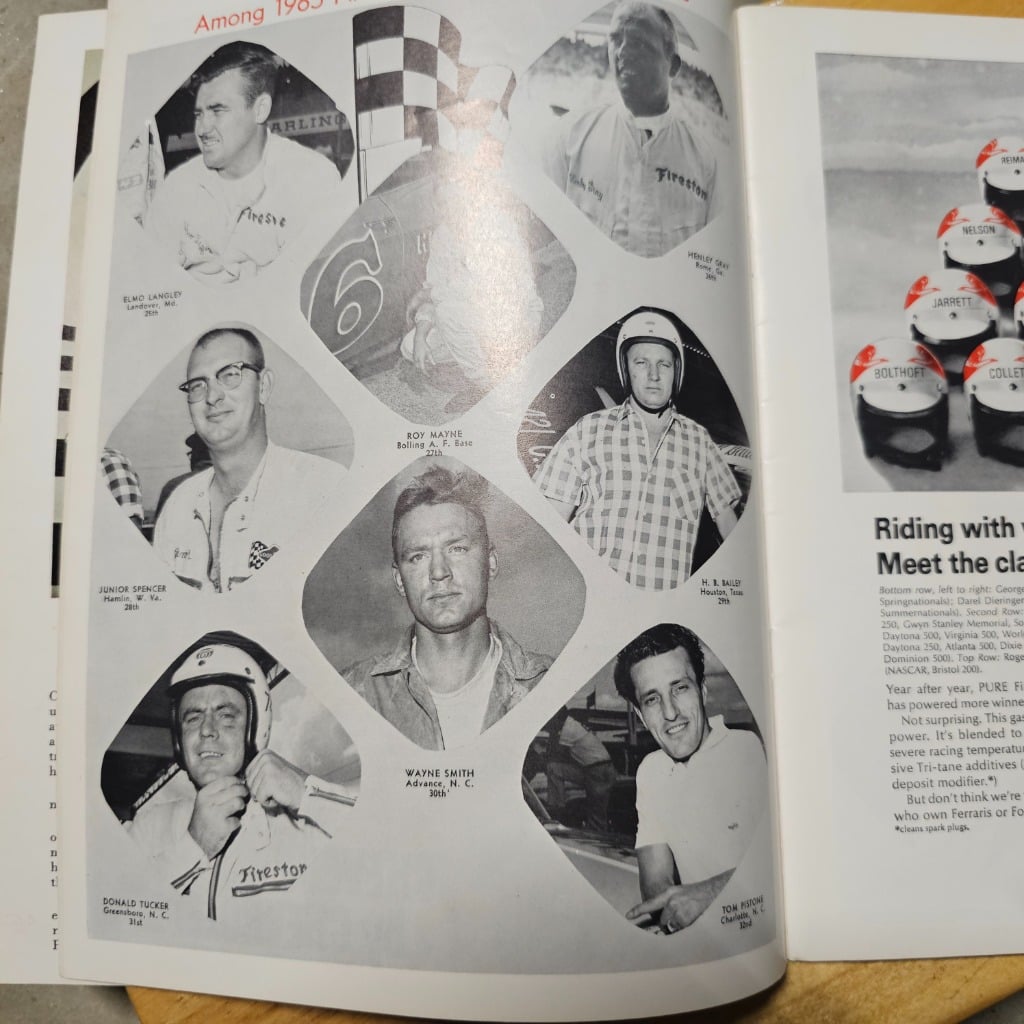 Among 1965
ARLING
Firestone
Firestone
6
ELMO LANGLEY
Landover, Md.
25th
HENLEY GRAY
Rome, Ga.
26th
ROY MAYNE
Bolling A. F. Base
27th
JUNIOR SPENCER
Hamlin, W. Va.
28th
H. B. BAILEY
Houston, Texas
29th
WAYNE SMITH
Advance, N. C.
30th
Firestone
DONALD TUCKER
Greensboro, N. C.
31st
TOM PISTONE
Charlotte, N. C.
32nd
REIMA
NELSON
JARRETT
BOLTHOFT
COLLET
Riding with
Meet the cla
Bottom row, left to right: George
Springnationals); Darel Dieringer
Summernationals). Second Row:
250, Gwyn Stanley Memorial, So
Daytona 500, Virginia 500, Worl
Daytona 250, Atlanta 500, Dixie
Dominion 500). Top Row: Roge
(NASCAR, Bristol 200).
Year after year, PURE Fi
has powered more winne
Not surprising. This gas
power. It's blended to
severe racing temperatu
sive Tri-tane additives (
deposit modifier.*)
But don't think we're
who own Ferraris or Fo
*cleans spark plugs.